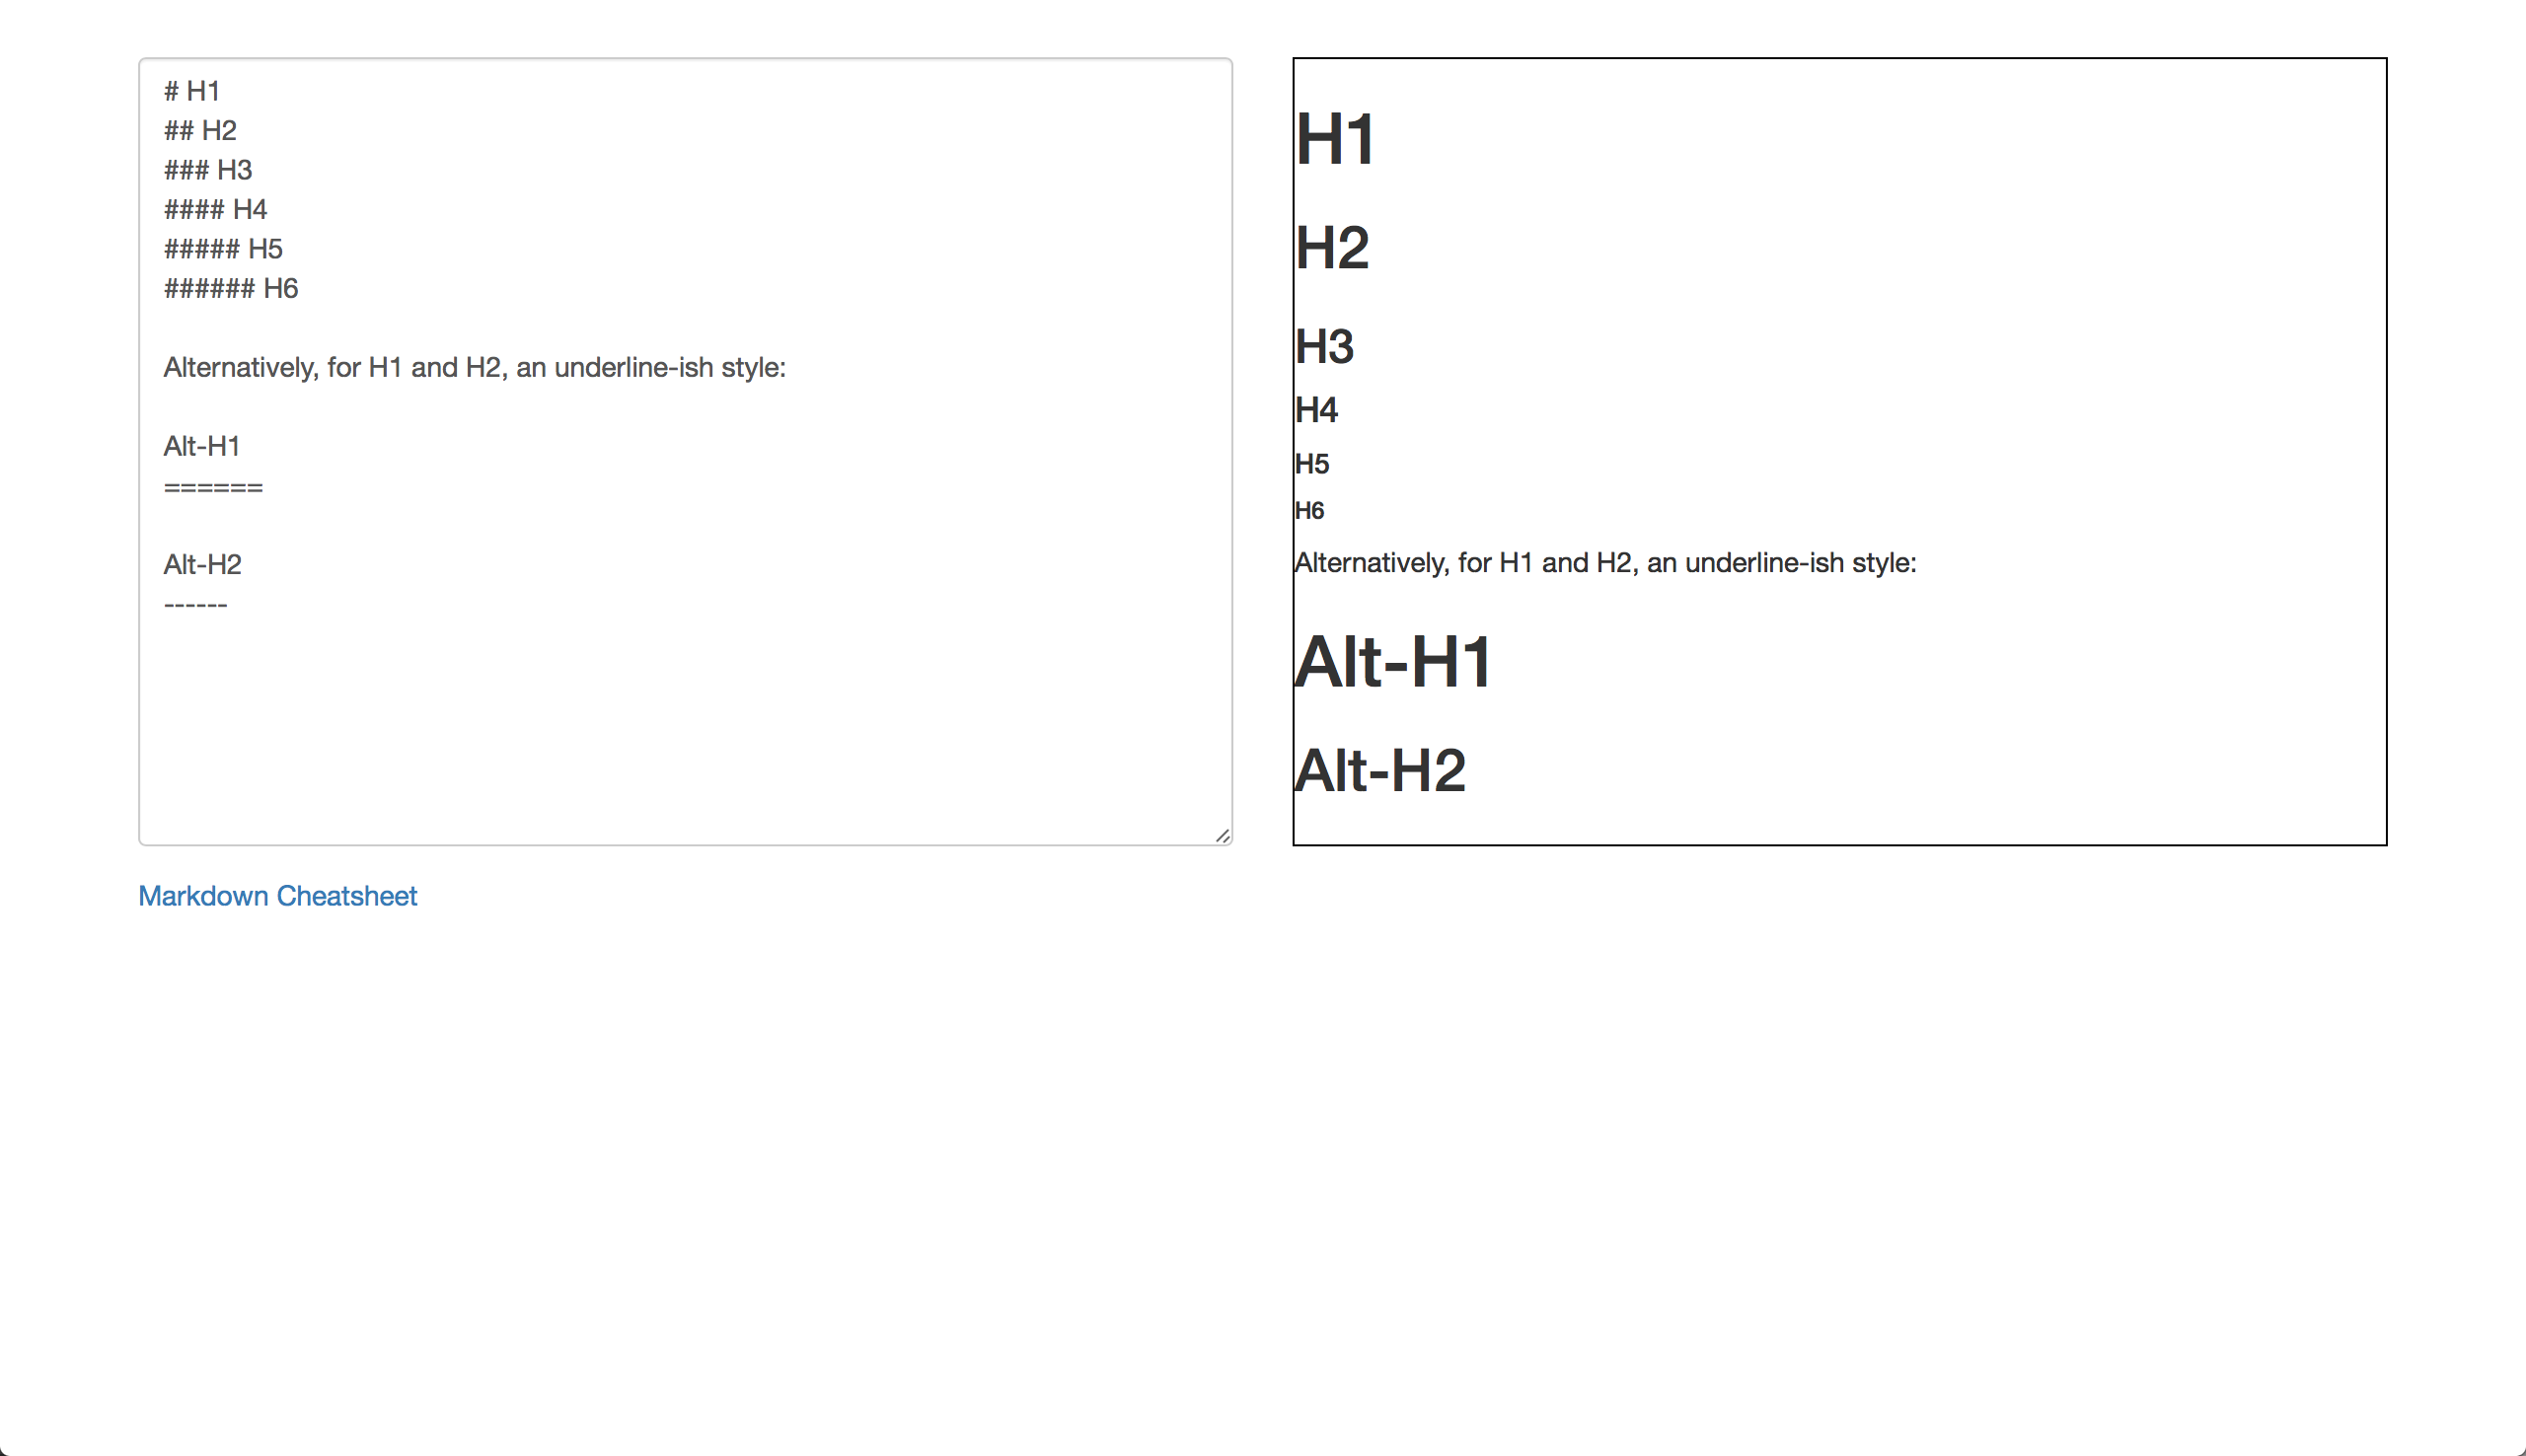 # H1
## H2
### H3
#### H4
##### H5
###### H6
Alternatively, for H1 and H2, an underline-ish style:
Alt-H1
======
Alt-H2
------
H1
H2
H3
H4
H5
H6
Alternatively, for H1 and H2, an underline-ish style:
Alt-H1
Alt-H2
Markdown Cheatsheet